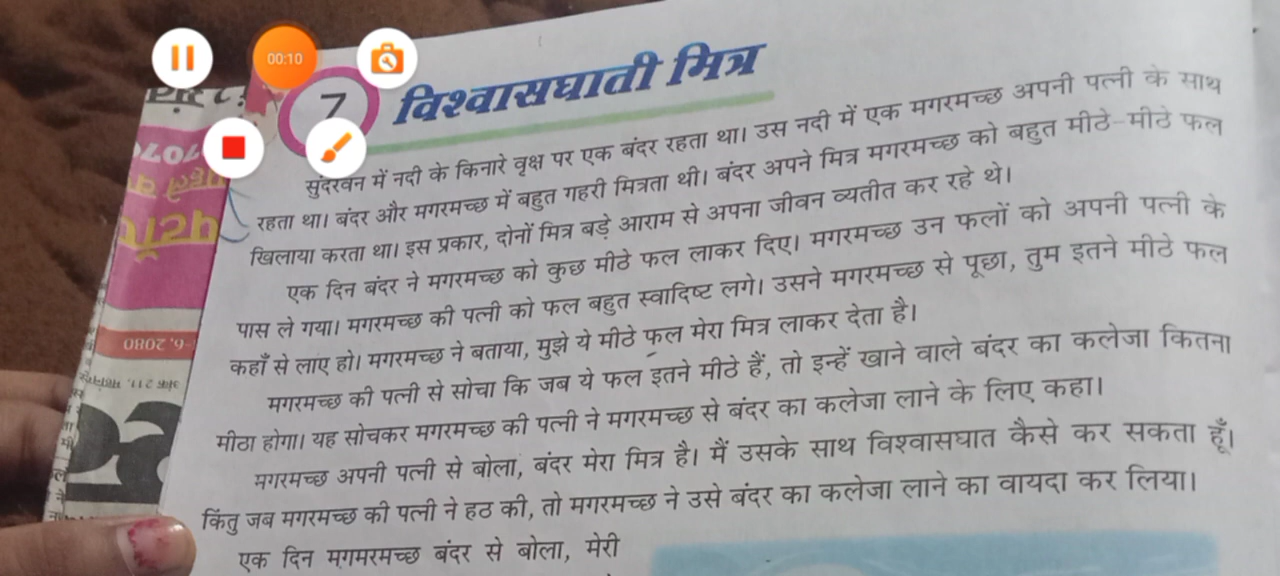 00:10
7
विश्वासघाती मित्र
सुंदरवन में नदी के किनारे वृक्ष पर एक बंदर रहता था। उस नदी में एक मगरमच्छ अपनी पत्नी के साथ
रहता था। बंदर और मगरमच्छ में बहुत गहरी मित्रता थी। बंदर अपने मित्र मगरमच्छ को बहुत मीठे-मीठे फल
खिलाया करता था। इस प्रकार, दोनों मित्र बड़े आराम से अपना जीवन व्यतीत कर रहे थे।
एक दिन बंदर ने मगरमच्छ को कुछ मीठे फल लाकर दिए। मगरमच्छ उन फलों को अपनी पत्नी के
पास ले गया। मगरमच्छ की पत्नी को फल बहुत स्वादिष्ट लगे। उसने मगरमच्छ से पूछा, तुम इतने मीठे फल
कहाँ से लाए हो। मगरमच्छ ने बताया, मुझे ये मीठे फल मेरा मित्र लाकर देता है।
मगरमच्छ की पत्नी से सोचा कि जब ये फल इतने मीठे हैं, तो इन्हें खाने वाले बंदर का कलेजा कितना
मीठा होगा। यह सोचकर मगरमच्छ की पत्नी ने मगरमच्छ से बंदर का कलेजा लाने के लिए कहा।
मगरमच्छ अपनी पत्नी से बोला, बंदर मेरा मित्र है। मैं उसके साथ विश्वासघात कैसे कर सकता हूँ।
किंतु जब मगरमच्छ की पत्नी ने हठ की, तो मगरमच्छ ने उसे बंदर का कलेजा लाने का वायदा कर लिया।
एक दिन मगमरमच्छ बंदर से बोला, मेरी